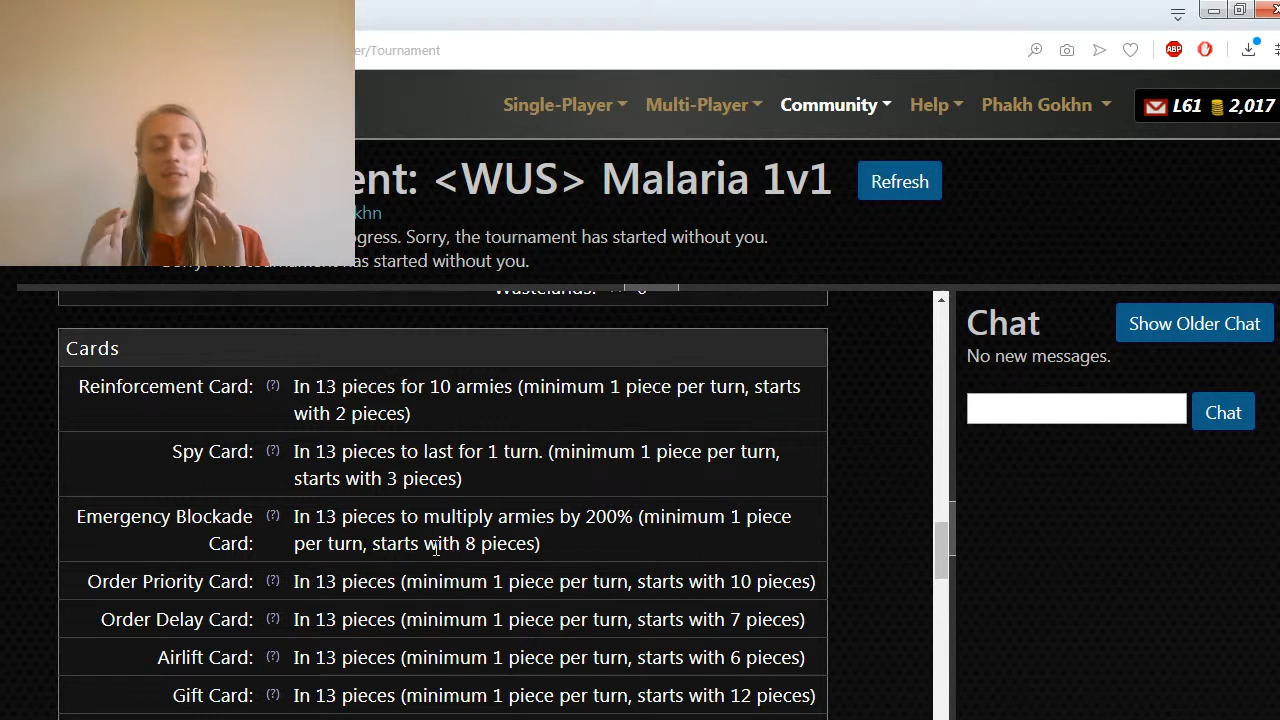 er/Tournament
ABP
Single-Player Multi-Player Community Help Phakh Gokhn L61 2,017
ent: <WUS> Malaria 1v1 Refresh
khn
ogress. Sorry, the tournament has started without you.
has started without you.
Cards
Reinforcement Card: (?) In 13 pieces for 10 armies (minimum 1 piece per turn, starts
with 2 pieces)
Spy Card: (?) In 13 pieces to last for 1 turn. (minimum 1 piece per turn,
starts with 3 pieces)
Emergency Blockade (?) In 13 pieces to multiply armies by 200% (minimum 1 piece
Card: per turn, starts with 8 pieces)
Order Priority Card: (?) In 13 pieces (minimum 1 piece per turn, starts with 10 pieces)
Order Delay Card: (?) In 13 pieces (minimum 1 piece per turn, starts with 7 pieces)
Airlift Card: (?) In 13 pieces (minimum 1 piece per turn, starts with 6 pieces)
Gift Card: (?) In 13 pieces (minimum 1 piece per turn, starts with 12 pieces)
Chat Show Older Chat
No new messages.
Chat